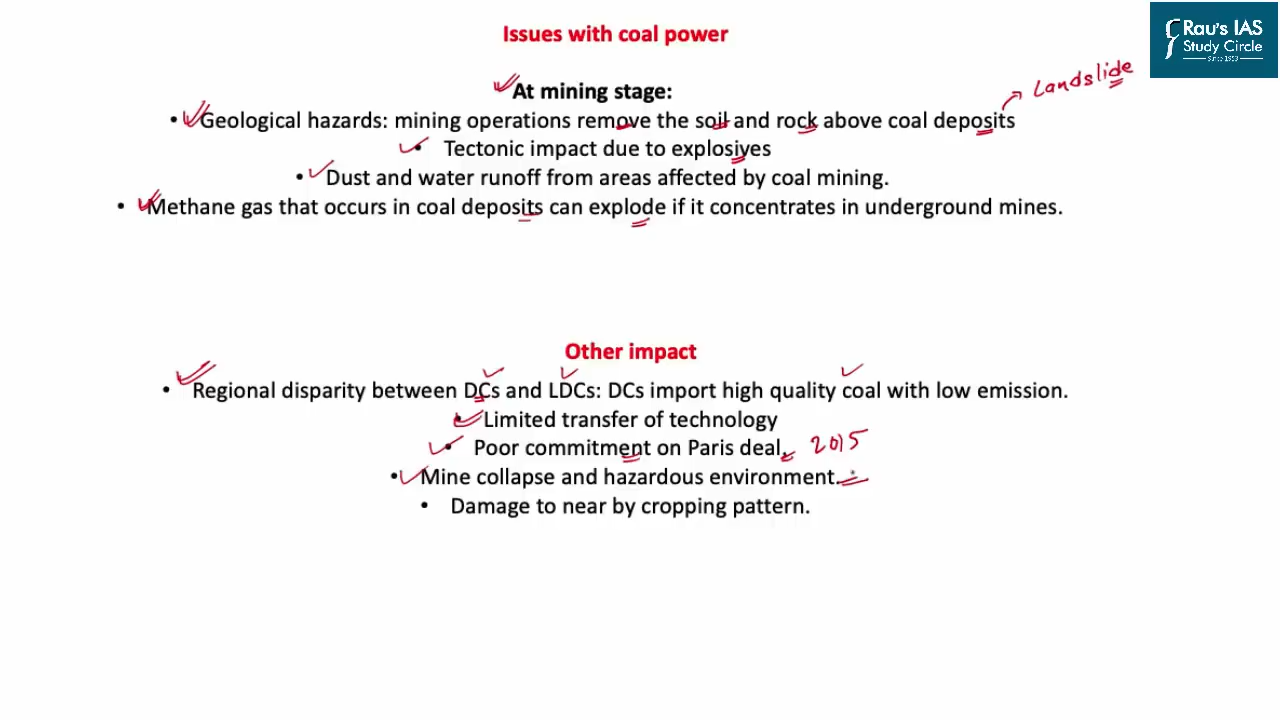 Issues with coal power
Rau's IAS
Study Circle
Since 1953
Landslide
At mining stage:
• Geological hazards: mining operations remove the soil and rock above coal deposits
• Tectonic impact due to explosives
• Dust and water runoff from areas affected by coal mining.
• Methane gas that occurs in coal deposits can explode if it concentrates in underground mines.
Other impact
• Regional disparity between DCs and LDCs: DCs import high quality coal with low emission.
• Limited transfer of technology
• Poor commitment on Paris deal. 2015
• Mine collapse and hazardous environment.
• Damage to near by cropping pattern.